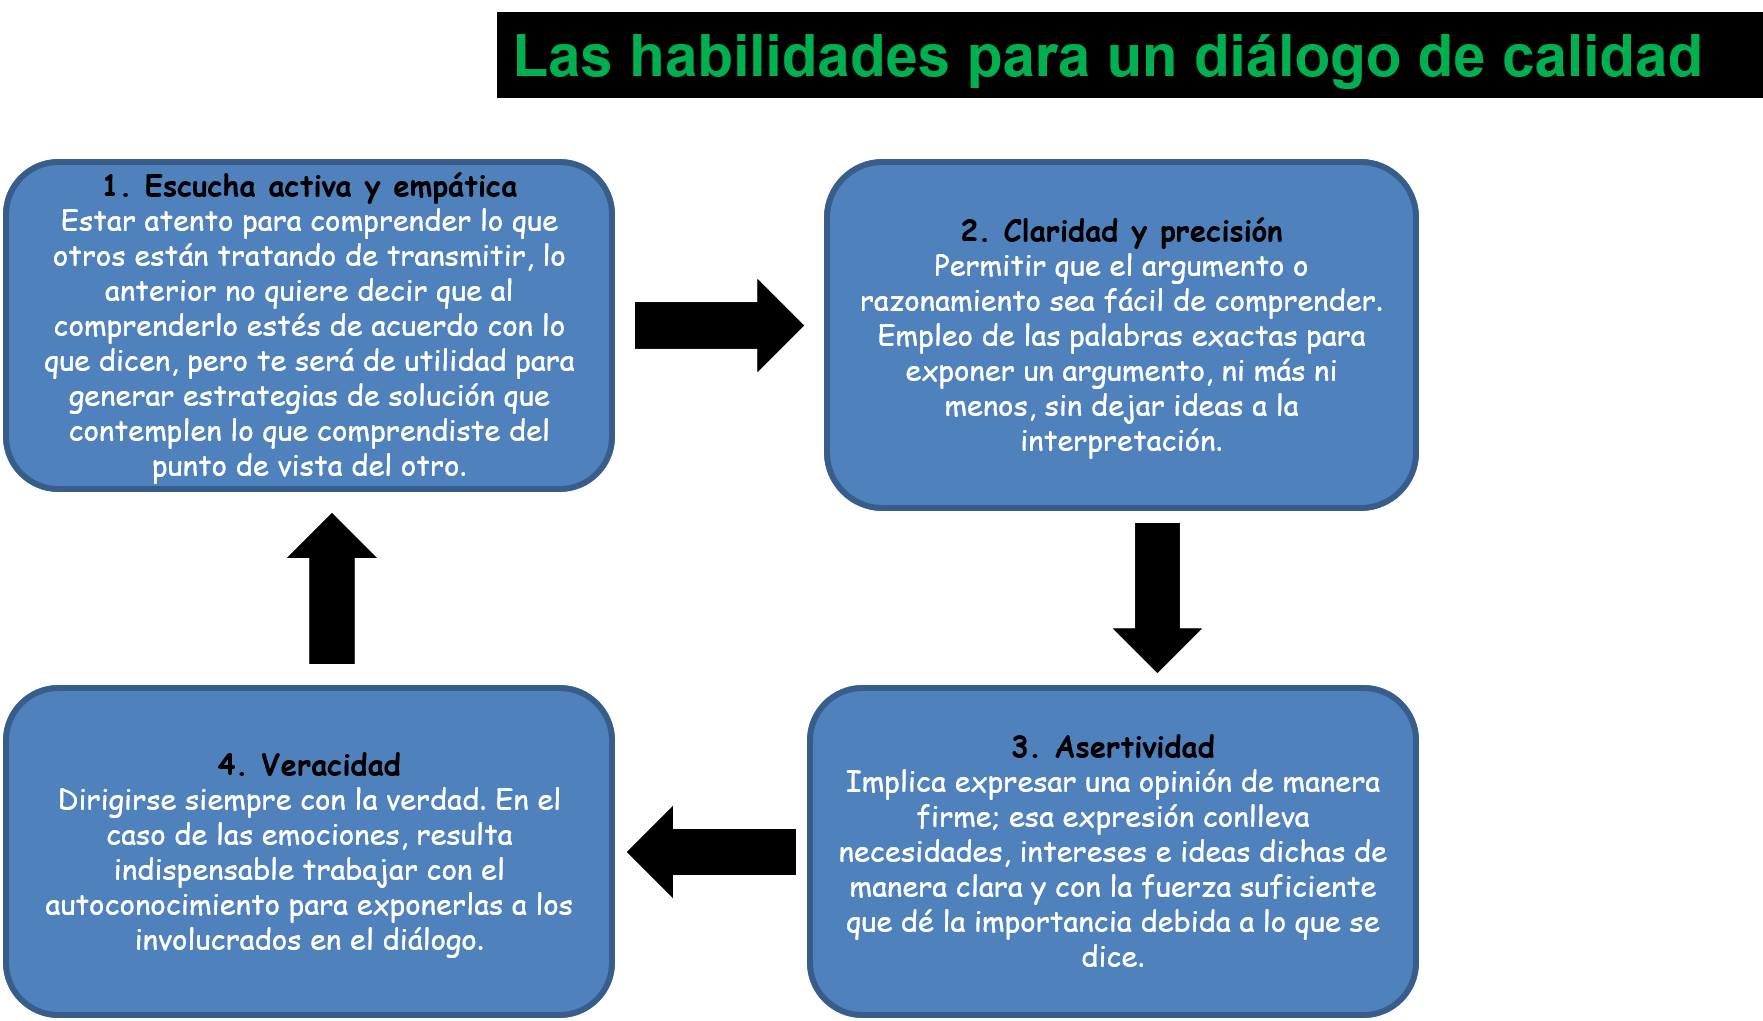 Las habilidades para un diálogo de calidad
1. Escucha activa y empática
Estar atento para comprender lo que
otros están tratando de transmitir, lo
anterior no quiere decir que al
comprenderlo estés de acuerdo con lo
que dicen, pero te será de utilidad para
generar estrategias de solución que
contemplen lo que comprendiste del
punto de vista del otro.
2. Claridad y precisión
Permitir que el argumento o
razonamiento sea fácil de comprender.
Empleo de las palabras exactas para
exponer un argumento, ni más ni
menos, sin dejar ideas a la
interpretación.
3. Asertividad
Implica expresar una opinión de manera
firme; esa expresión conlleva
necesidades, intereses e ideas dichas de
manera clara y con la fuerza suficiente
que dé la importancia debida a lo que se
dice.
4. Veracidad
Dirigirse siempre con la verdad. En el
caso de las emociones, resulta
indispensable trabajar con el
autoconocimiento para exponerlas a los
involucrados en el diálogo.